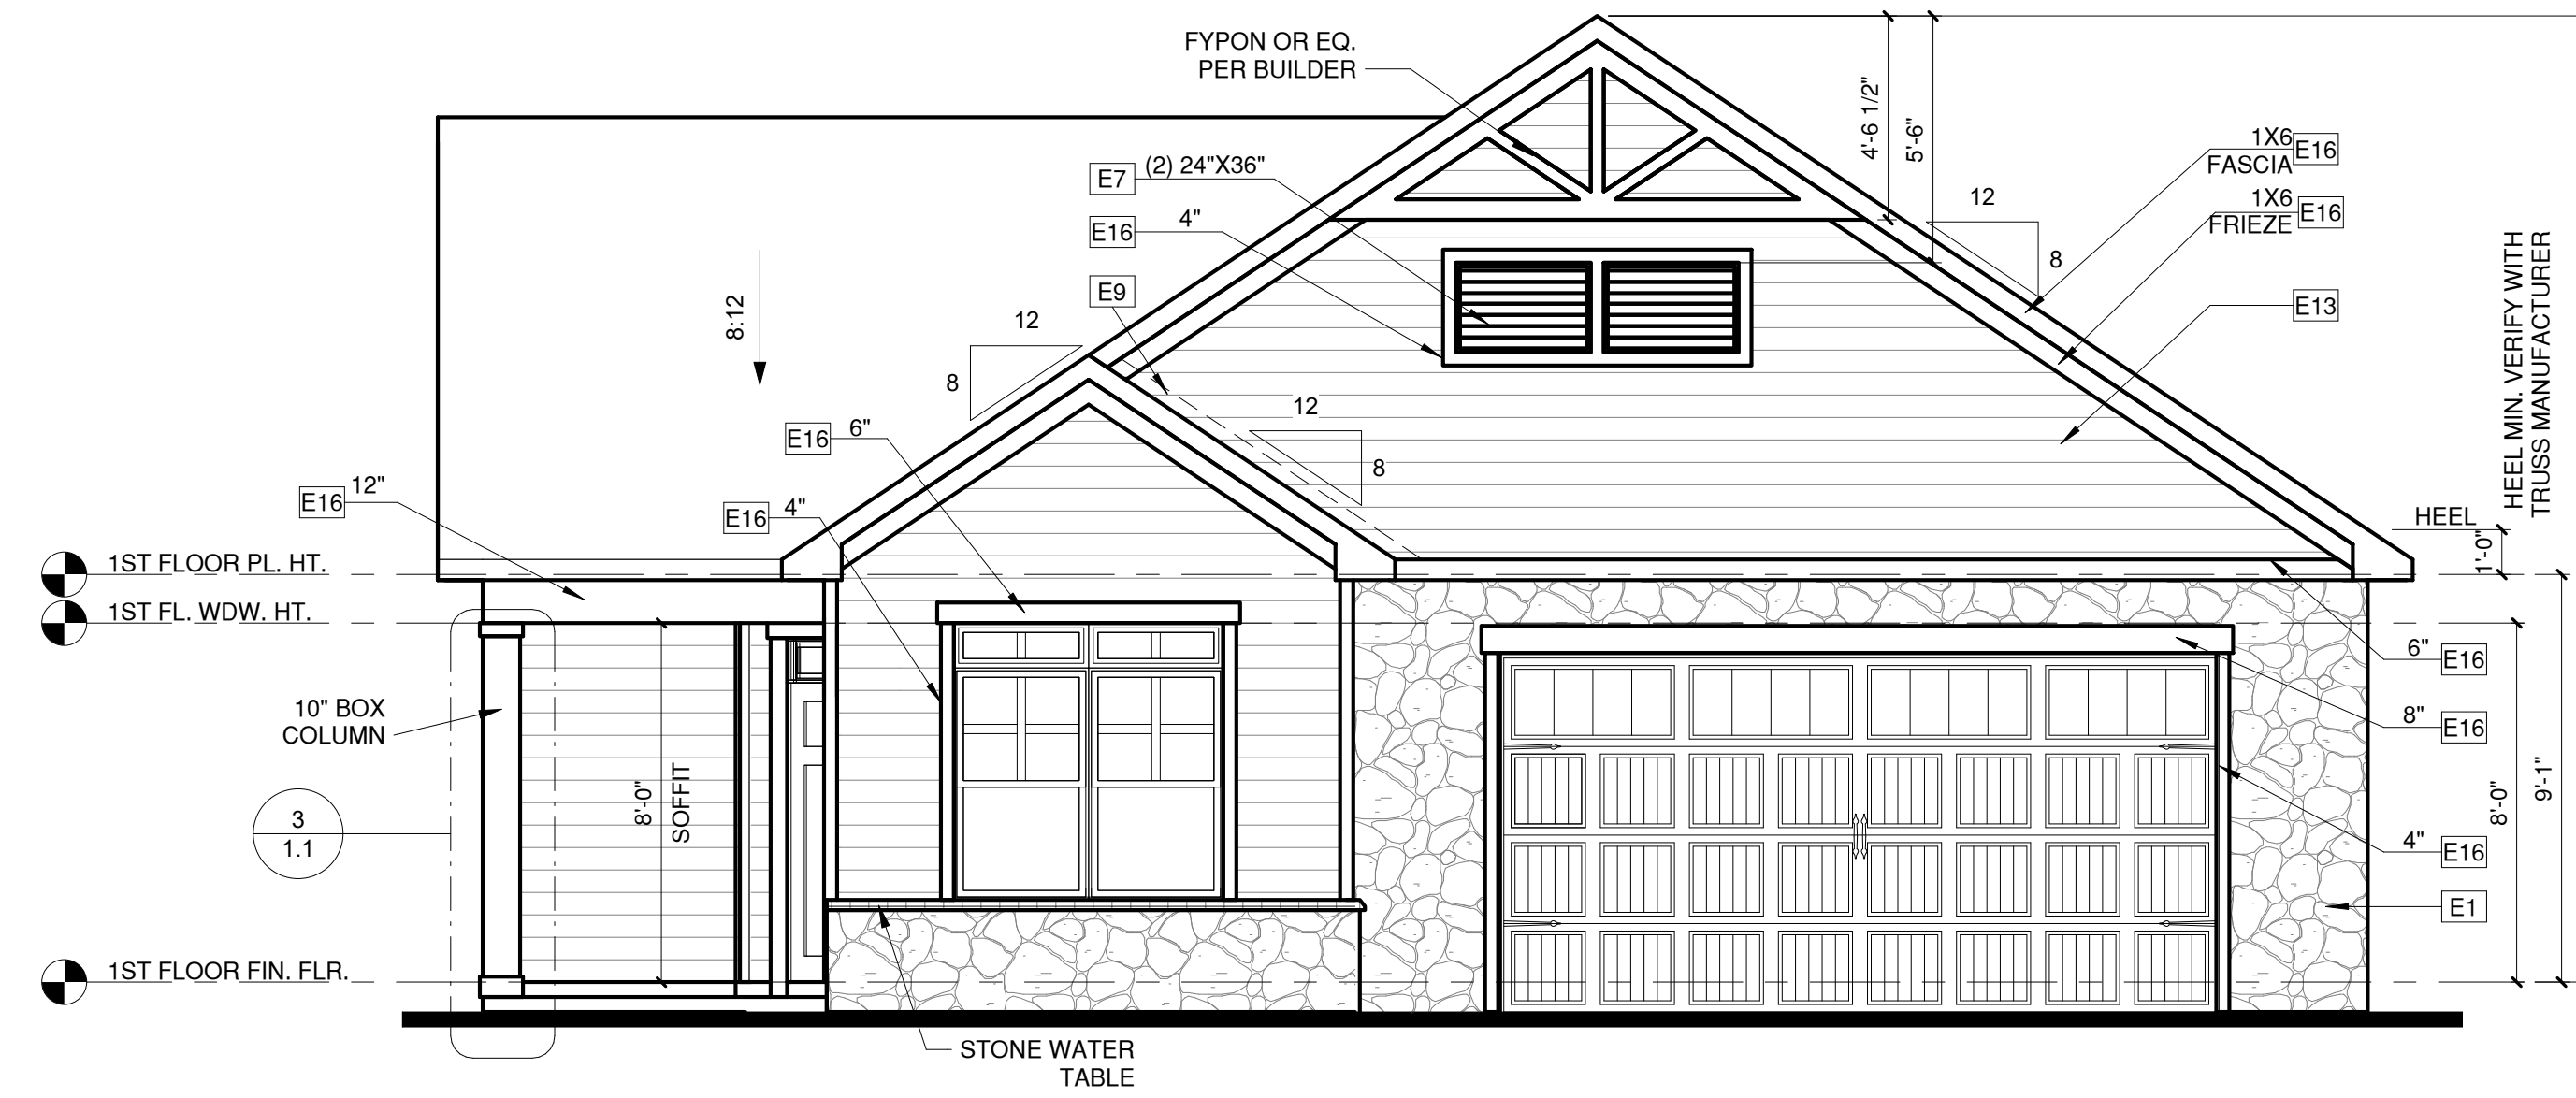 FYPON OR EQ.
PER BUILDER
4'-6 1/2"
5'-6"
1X6
FASCIA
E16
E7
(2) 24"X36"
12
1X6
FRIEZE
E16
E16
4"
8
HEEL MIN. VERIFY WITH
TRUSS MANUFACTURER
E9
E13
8:12
12
8
12
8
E16
6"
E16
12"
E16
4"
HEEL
1'-0"
1ST FLOOR PL. HT.
1ST FL. WDW. HT.
6"
E16
10" BOX
COLUMN
8"
E16
8'-0"
SOFFIT
8'-0"
9'-1"
3
1.1
4"
E16
E1
1ST FLOOR FIN. FLR.
STONE WATER
TABLE